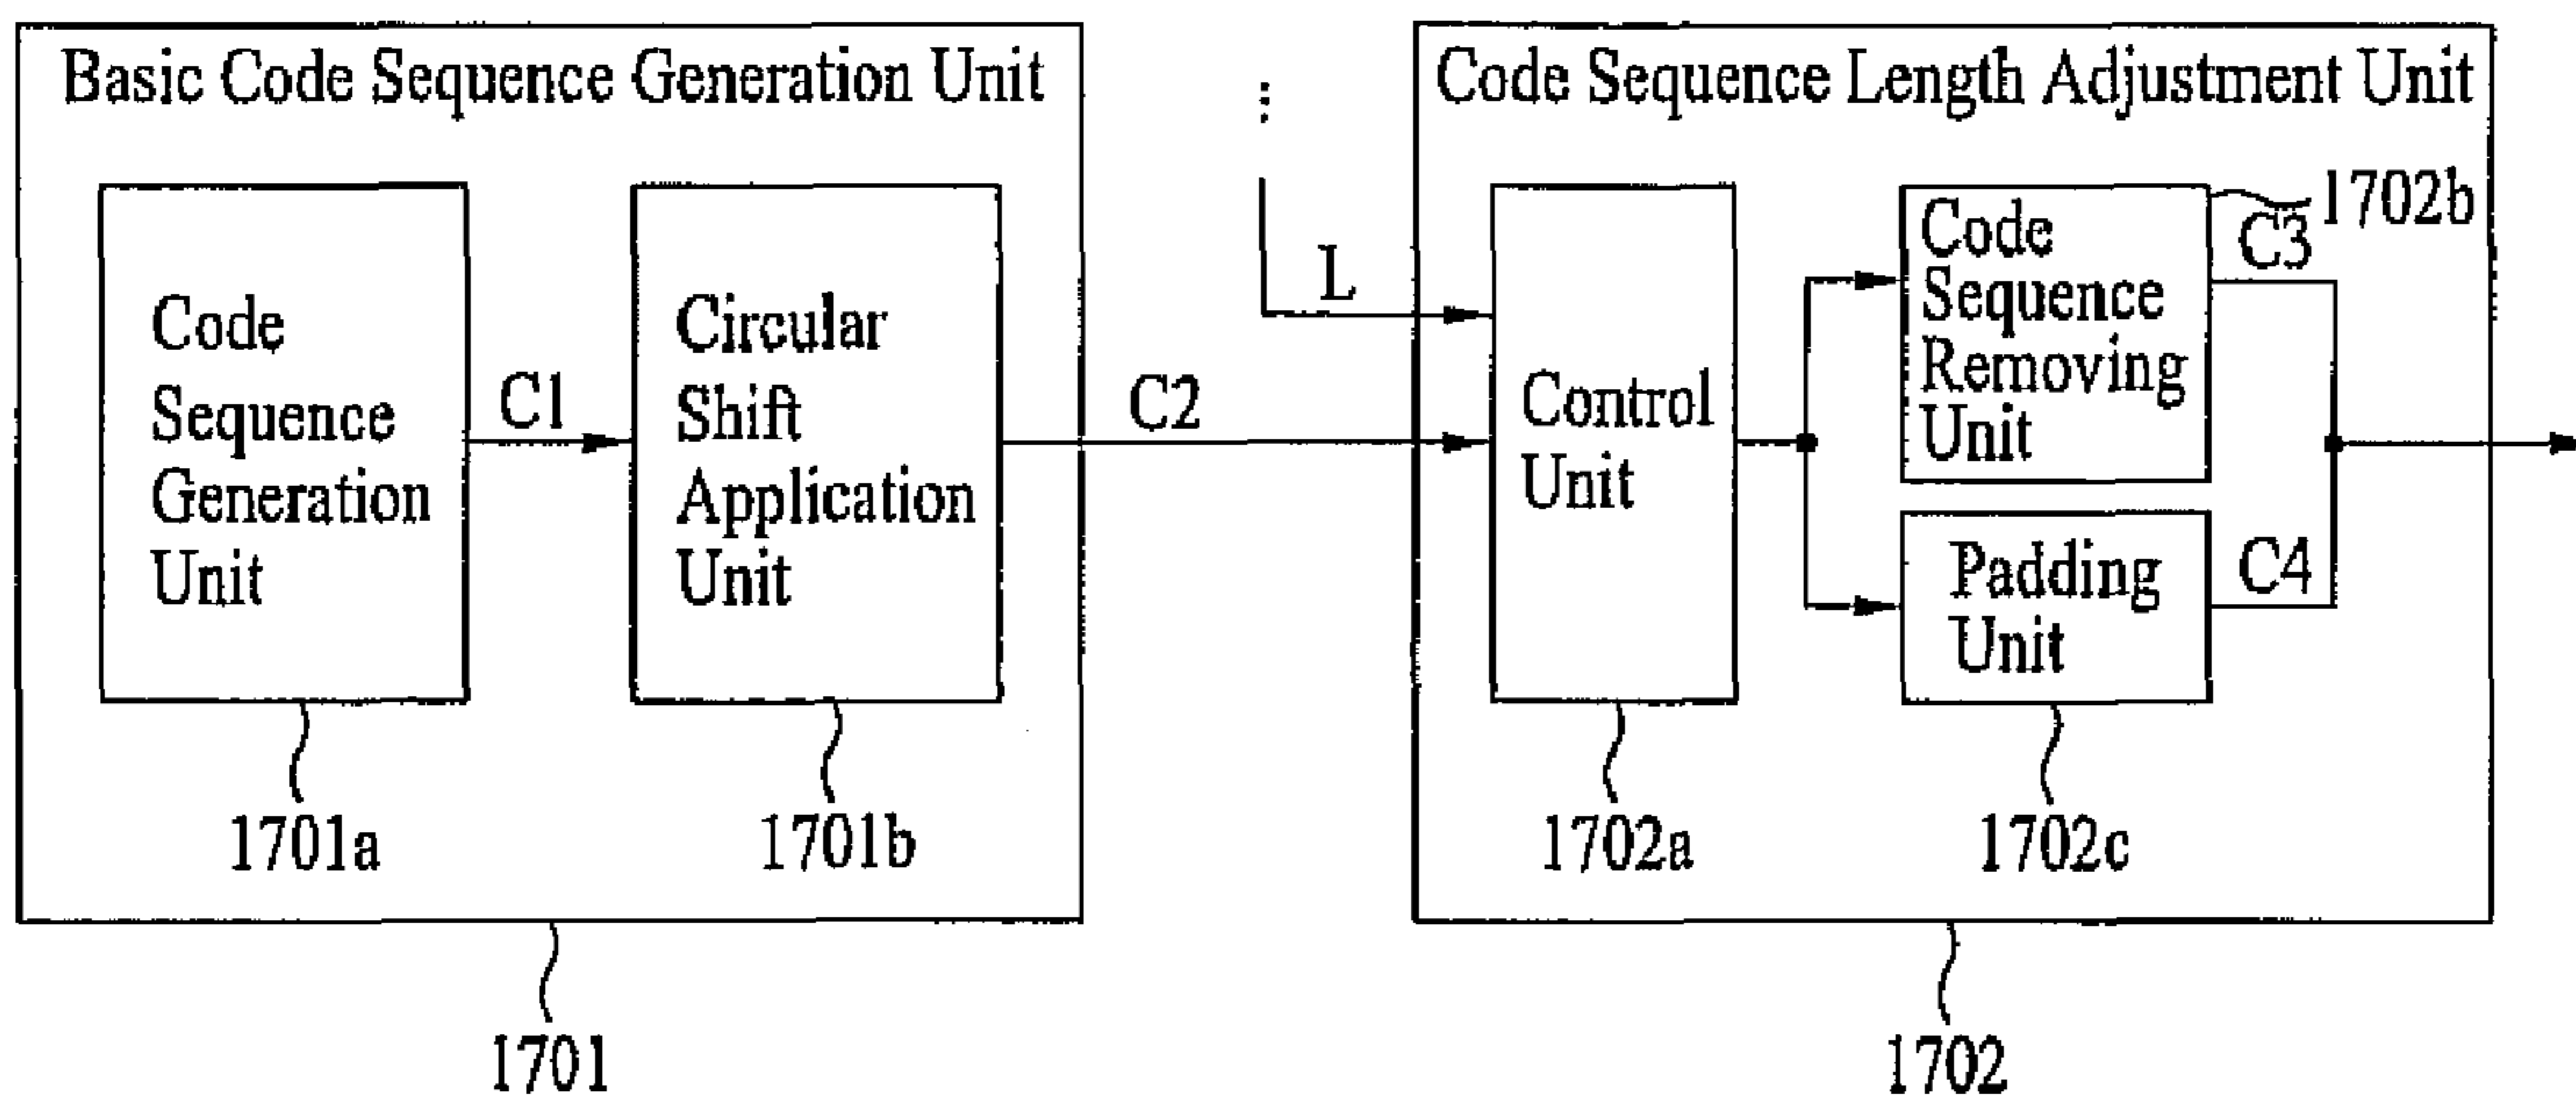 Basic Code Sequence Generation Unit
Code
Sequence
Generation
Unit
C1
Circular
Shift
Application
Unit
1701a
1701b
1701
C2
L
Code Sequence Length Adjustment Unit
Control
Unit
Code
Sequence
Removing
Unit
1702b
C3
Padding
Unit
C4
1702a
1702c
1702